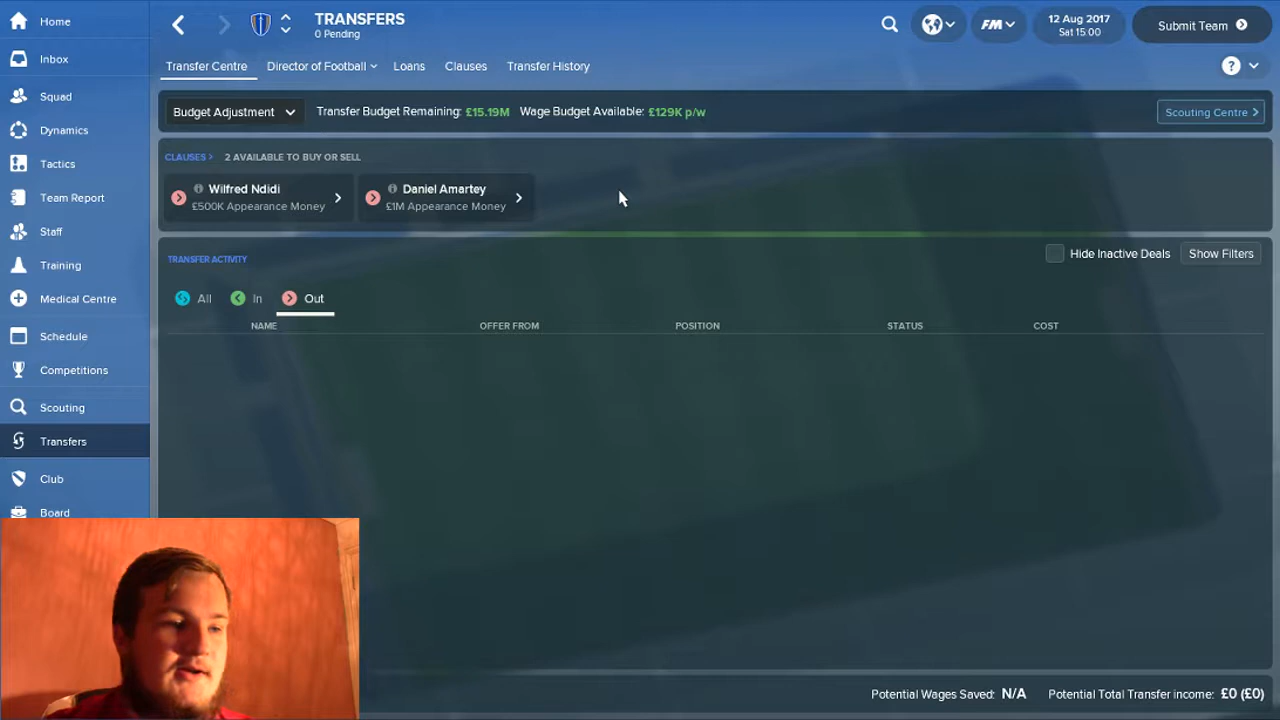 Home
Inbox
Squad
Dynamics
Tactics
Team Report
Staff
Training
Medical Centre
Schedule
Competitions
Scouting
Transfers
Club
Board
TRANSFERS
0 Pending
FM
12 Aug 2017
Sat 15:00
Submit Team
Transfer Centre
Director of Football
Loans
Clauses
Transfer History
?
Budget Adjustment
Transfer Budget Remaining: £15.19M
Wage Budget Available: £129K p/w
Scouting Centre >
CLAUSES >
2 AVAILABLE TO BUY OR SELL
Wilfred Ndidi
£500K Appearance Money
Daniel Amartey
£1M Appearance Money
TRANSFER ACTIVITY
Hide Inactive Deals
Show Filters
All
In
Out
NAME
OFFER FROM
POSITION
STATUS
COST
Potential Wages Saved: N/A
Potential Total Transfer income: £0 (£0)